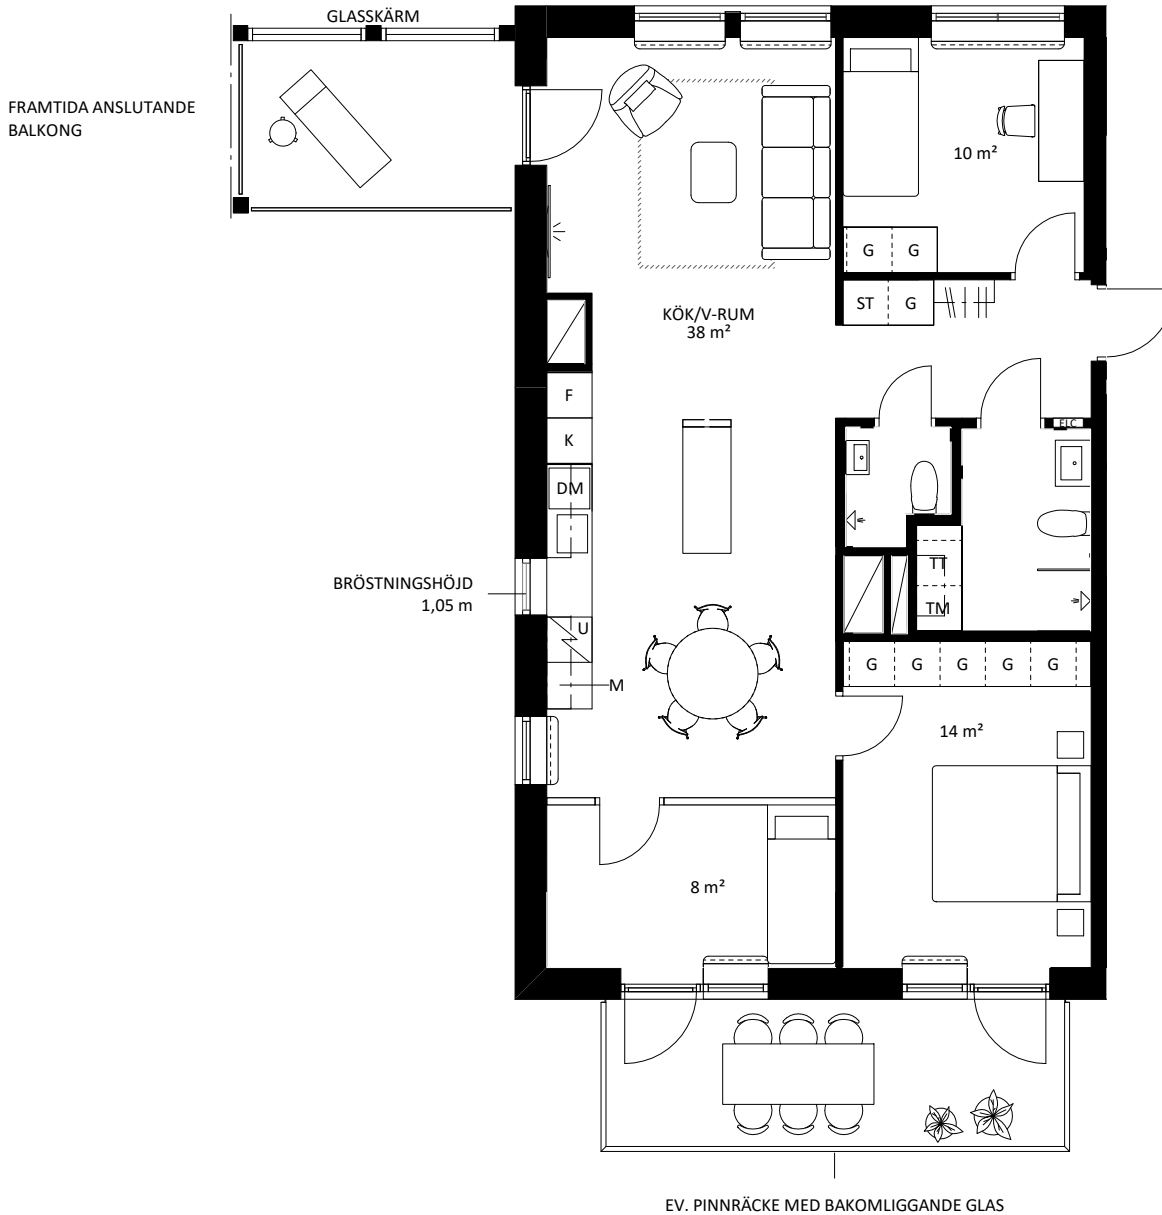 GLASSKÄRM
FRAMTIDA ANSLUTANDE
BALKONG
10 m²
G G
ST G
KÖK/V-RUM
38 m²
F
K
ELC
DM
BRÖSTNINGSHÖJD
1,05 m
TT
TM
U
M
G G G G G
14 m²
8 m²
EV. PINNRÄCKE MED BAKOMLIGGANDE GLAS